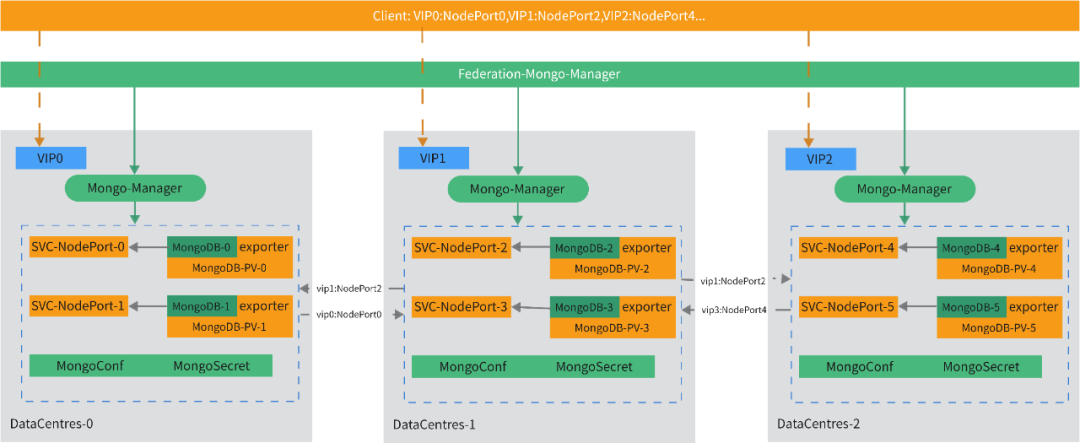 Client: VIP0:NodePort0,VIP1:NodePort2,VIP2:NodePort4...
Federation-Mongo-Manager
VIP0
Mongo-Manager
SVC-NodePort-0
MongoDB-0
exporter
MongoDB-PV-0
SVC-NodePort-1
MongoDB-1
exporter
MongoDB-PV-1
MongoConf
MongoSecret
DataCentres-0
vip1:NodePort2
vip0:NodePort0
VIP1
Mongo-Manager
SVC-NodePort-2
MongoDB-2
exporter
MongoDB-PV-2
SVC-NodePort-3
MongoDB-3
exporter
MongoDB-PV-3
MongoConf
MongoSecret
DataCentres-1
vip1:NodePort2
vip3:NodePort4
VIP2
Mongo-Manager
SVC-NodePort-4
MongoDB-4
exporter
MongoDB-PV-4
SVC-NodePort-5
MongoDB-5
exporter
MongoDB-PV-5
MongoConf
MongoSecret
DataCentres-2